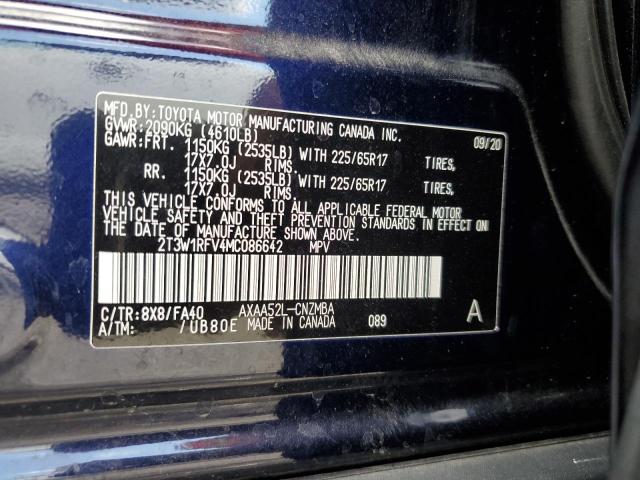 MFD.BY:TOYOTA MOTOR MANUFACTURING CANADA INC.
GVWR:2090KG (4610LB) 09/20
GAWR:FRT. 1150KG (2535LB) WITH 225/65R17 TIRES,
17X7.0J RIMS.
RR. 1150KG (2535LB) WITH 225/65R17 TIRES,
17X7.0J RIMS.
THIS VEHICLE CONFORMS TO ALL APPLICABLE FEDERAL MOTOR
VEHICLE SAFETY AND THEFT PREVENTION STANDARDS IN EFFECT ON
THE DATE OF MANUFACTURE SHOWN ABOVE.
2T3W1RFV4MC086642 MPV
C/TR:8X8/FA40 AXAA52L-CNZMBA
A/TM: /UB80E MADE IN CANADA 089 A